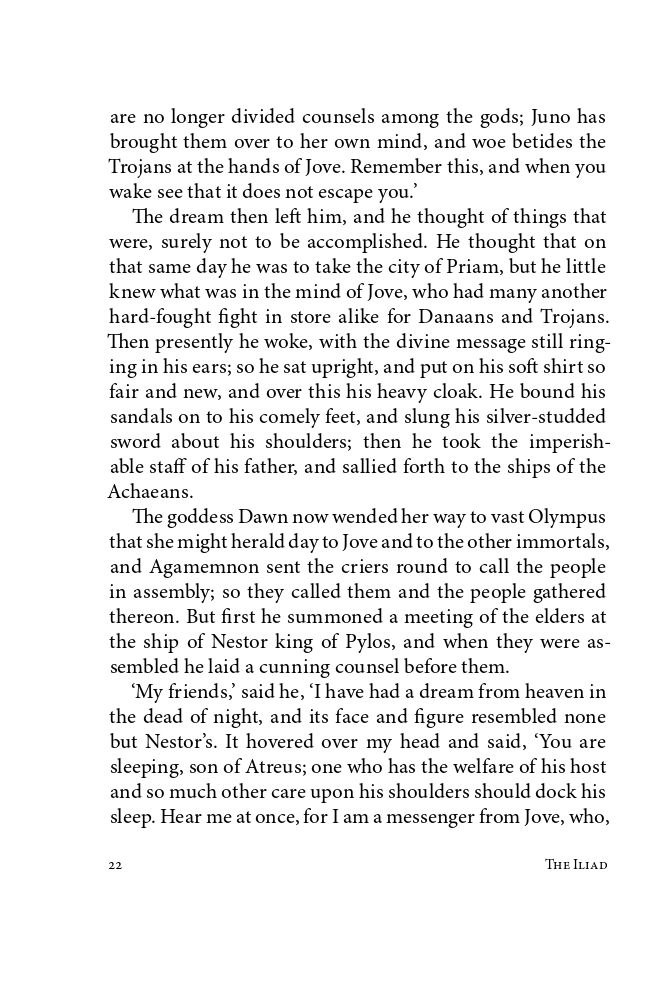 are no longer divided counsels among the gods; Juno has
brought them over to her own mind, and woe betides the
Trojans at the hands of Jove. Remember this, and when you
wake see that it does not escape you.’
The dream then left him, and he thought of things that
were, surely not to be accomplished. He thought that on
that same day he was to take the city of Priam, but he little
knew what was in the mind of Jove, who had many another
hard-fought fight in store alike for Danaans and Trojans.
Then presently he woke, with the divine message still ring-
ing in his ears; so he sat upright, and put on his soft shirt so
fair and new, and over this his heavy cloak. He bound his
sandals on to his comely feet, and slung his silver-studded
sword about his shoulders; then he took the imperish-
able staff of his father, and sallied forth to the ships of the
Achaeans.
The goddess Dawn now wended her way to vast Olympus
that she might herald day to Jove and to the other immortals,
and Agamemnon sent the criers round to call the people
in assembly; so they called them and the people gathered
thereon. But first he summoned a meeting of the elders at
the ship of Nestor king of Pylos, and when they were as-
sembled he laid a cunning counsel before them.
‘My friends,’ said he, ‘I have had a dream from heaven in
the dead of night, and its face and figure resembled none
but Nestor’s. It hovered over my head and said, ‘You are
sleeping, son of Atreus; one who has the welfare of his host
and so much other care upon his shoulders should dock his
sleep. Hear me at once, for I am a messenger from Jove, who,
22 The Iliad